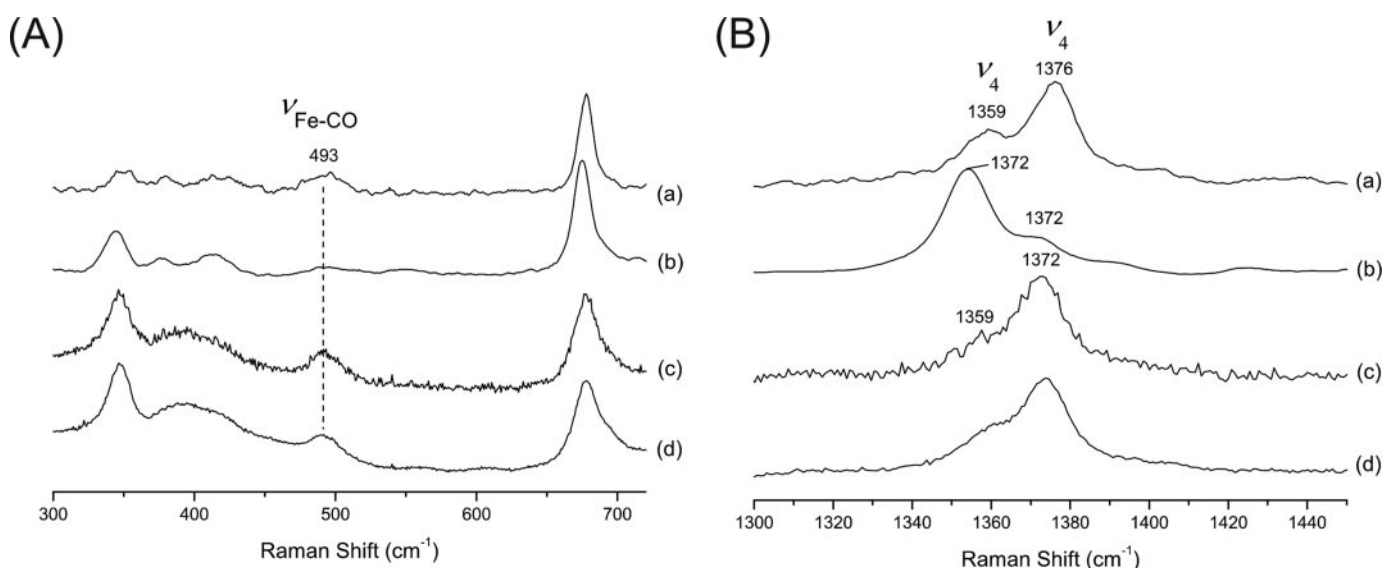 (A)
ν Fe-CO
493
(a)
(b)
(c)
(d)
300 400 500 600 700
Raman Shift (cm⁻¹)
(B)
ν₄
1376
ν₄
1359
(a)
1372
1372
(b)
1372
1359
(c)
(d)
1300 1320 1340 1360 1380 1400 1420 1440
Raman Shift (cm⁻¹)